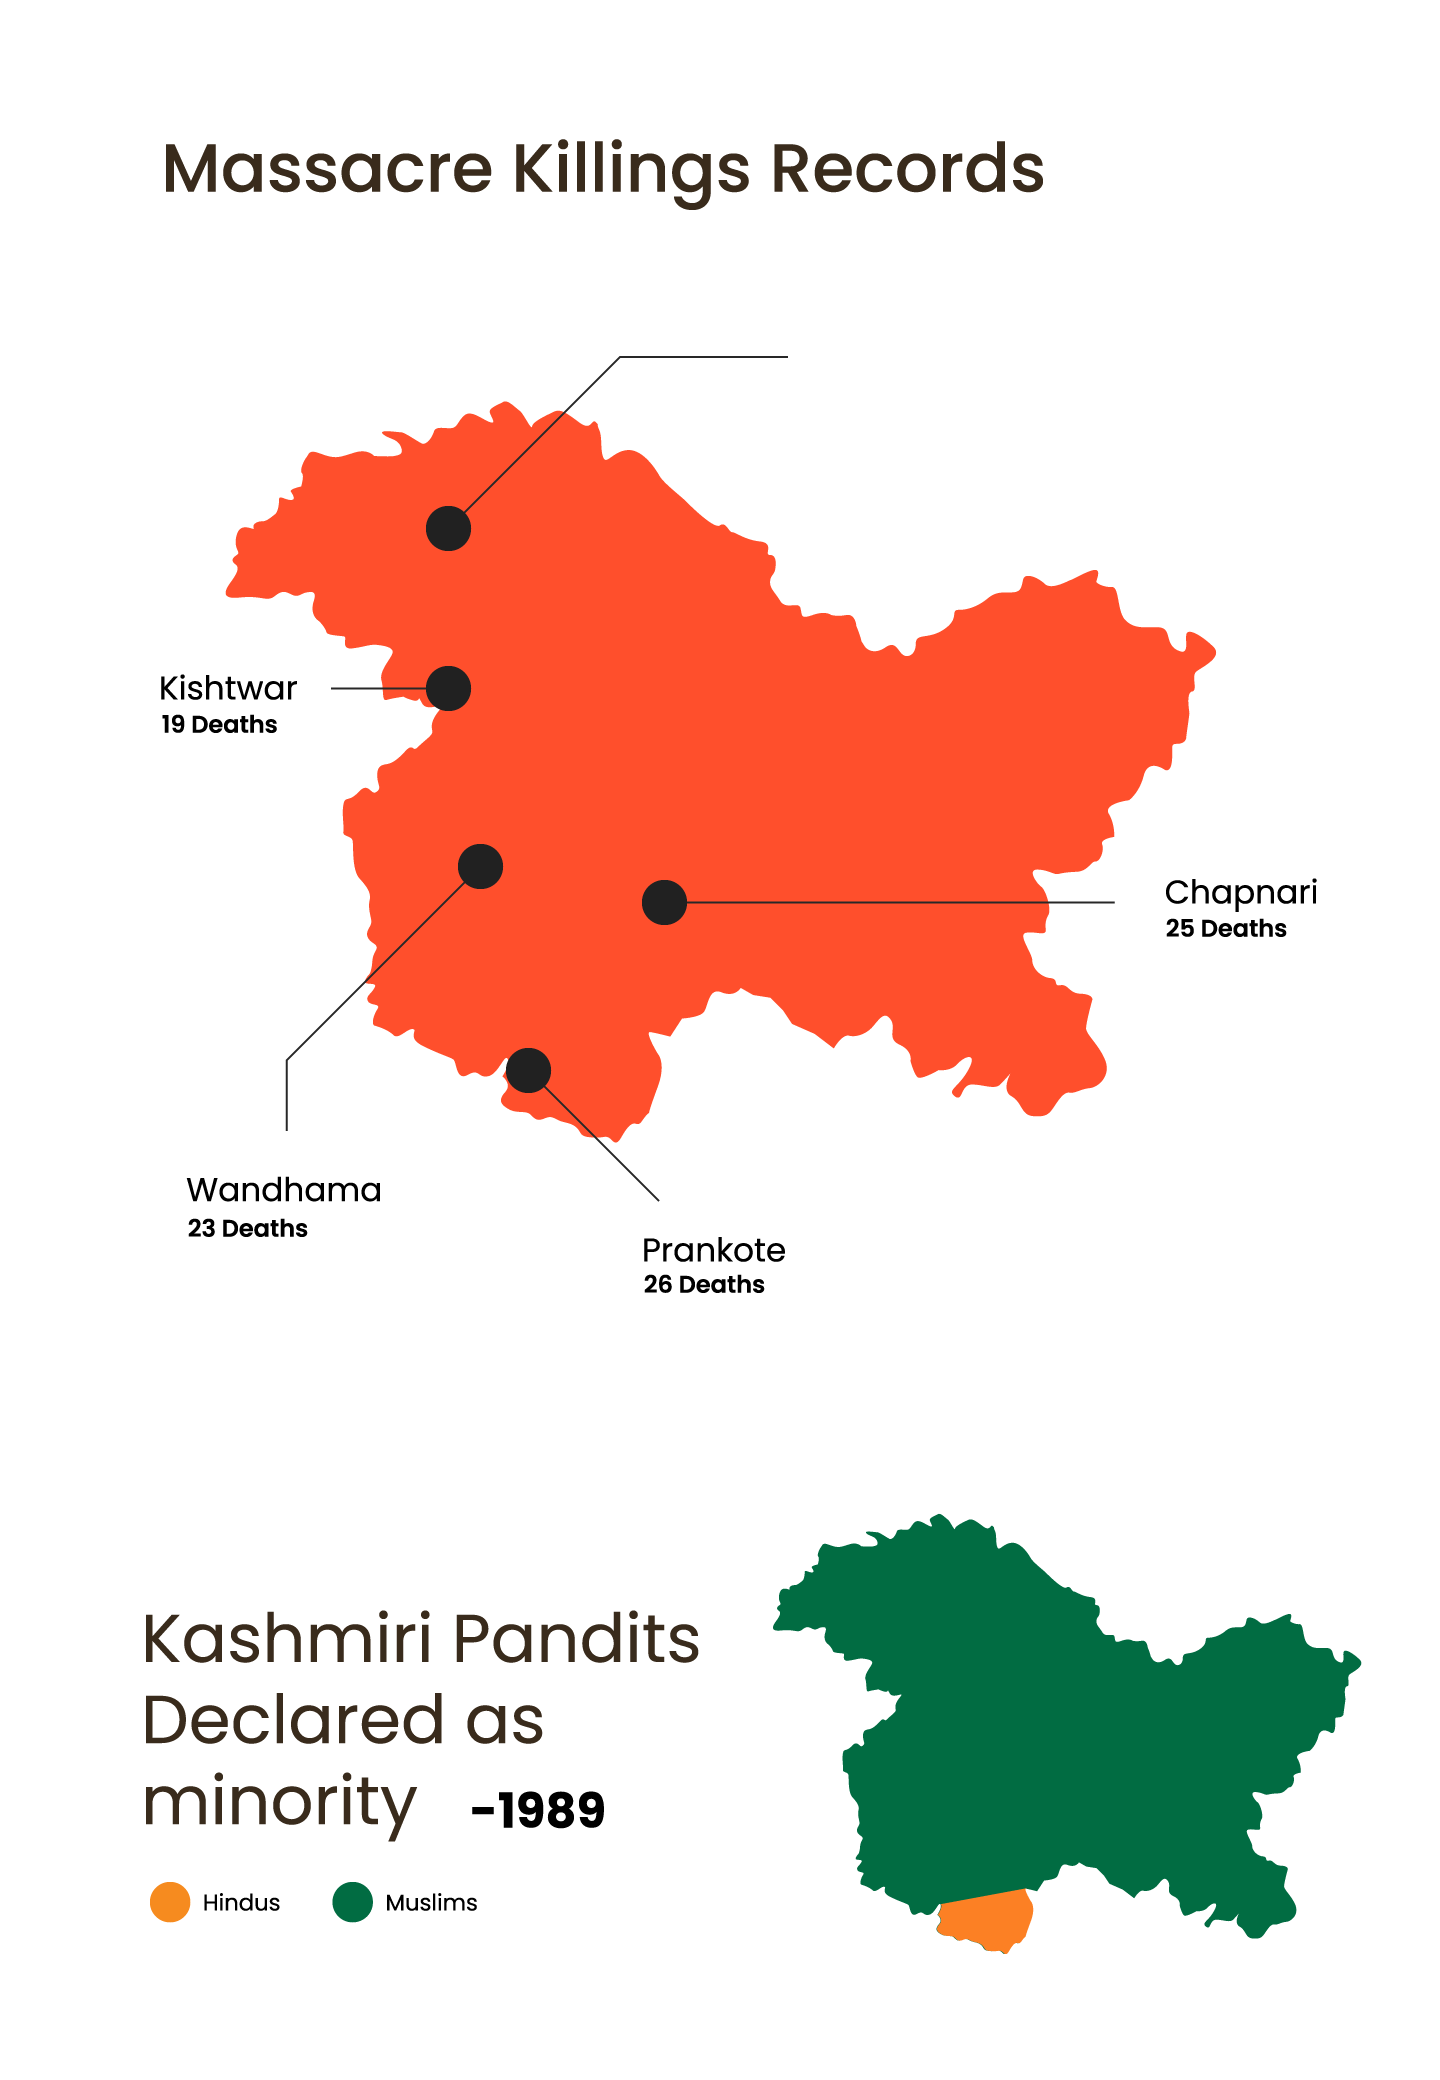 Massacre Killings Records
Kishtwar
19 Deaths
Chapnari
25 Deaths
Wandhama
23 Deaths
Prankote
26 Deaths
Kashmiri Pandits
Declared as
minority -1989
Hindus
Muslims